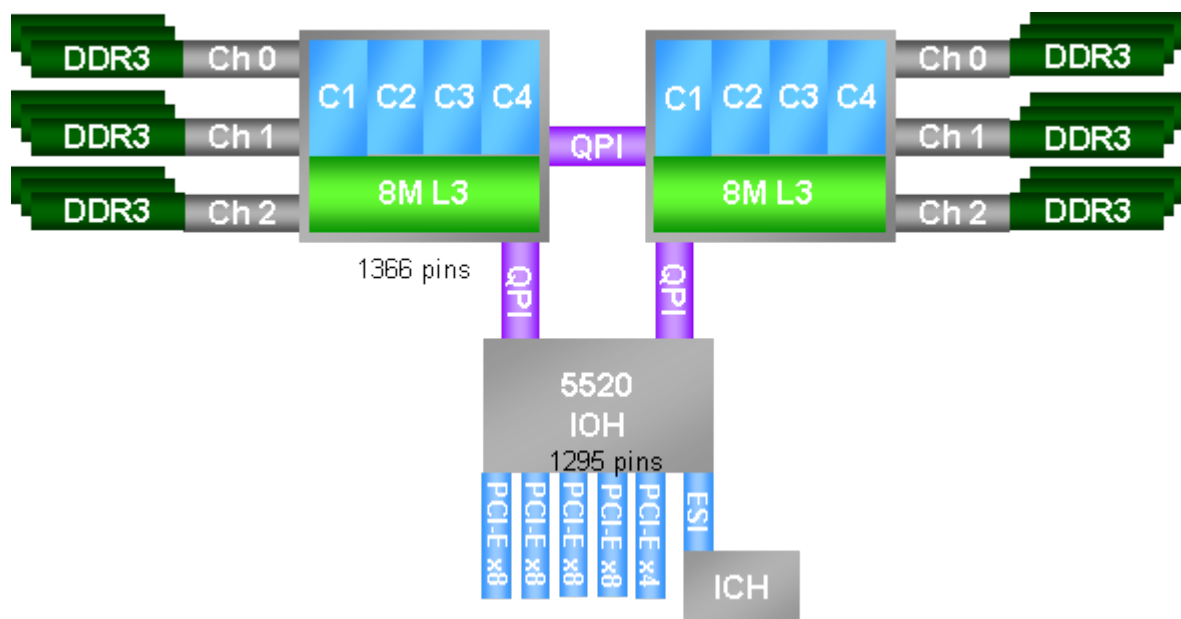 DDR3 Ch 0
DDR3 Ch 1
DDR3 Ch 2
C1 C2 C3 C4
8M L3
QPI
C1 C2 C3 C4
8M L3
Ch 0 DDR3
Ch 1 DDR3
Ch 2 DDR3
1366 pins
QPI
QPI
5520
IOH
1295 pins
PCI-E x8
PCI-E x8
PCI-E x8
PCI-E x8
PCI-E x4
ESI
ICH